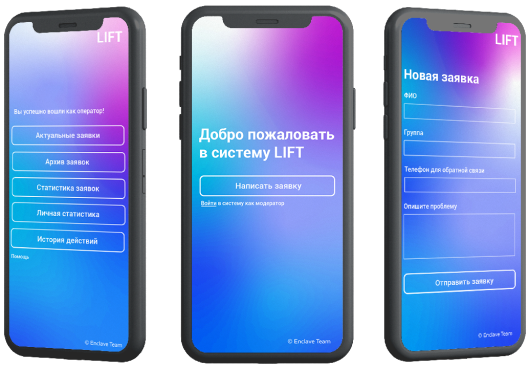 LIFT
Вы успешно вошли как оператор!
Актуальные заявки
Архив заявок
Статистика заявок
Личная статистика
История действий
Помощь
© Enclave Team
Добро пожаловать
в систему LIFT
Написать заявку
Войти в систему как модератор
© Enclave Team
LIFT
Новая заявка
ФИО
Группа
Телефон для обратной связи
Опишите проблему
Отправить заявку
© Enclave Team